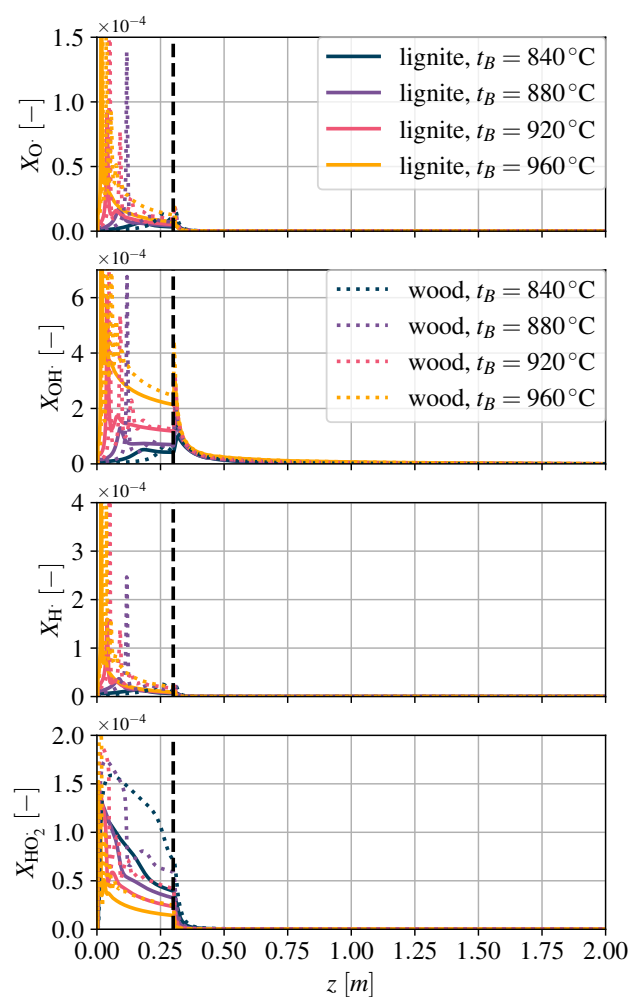 ×10⁻⁴
1.5
1.0
0.5
0.0
X_O· [−]
lignite, t_B = 840 °C
lignite, t_B = 880 °C
lignite, t_B = 920 °C
lignite, t_B = 960 °C
×10⁻⁴
6
4
2
0
X_OH· [−]
wood, t_B = 840 °C
wood, t_B = 880 °C
wood, t_B = 920 °C
wood, t_B = 960 °C
×10⁻⁴
4
3
2
1
0
X_H· [−]
×10⁻⁴
2.0
1.5
1.0
0.5
0.0
X_HO₂· [−]
0.00 0.25 0.50 0.75 1.00 1.25 1.50 1.75 2.00
z [m]